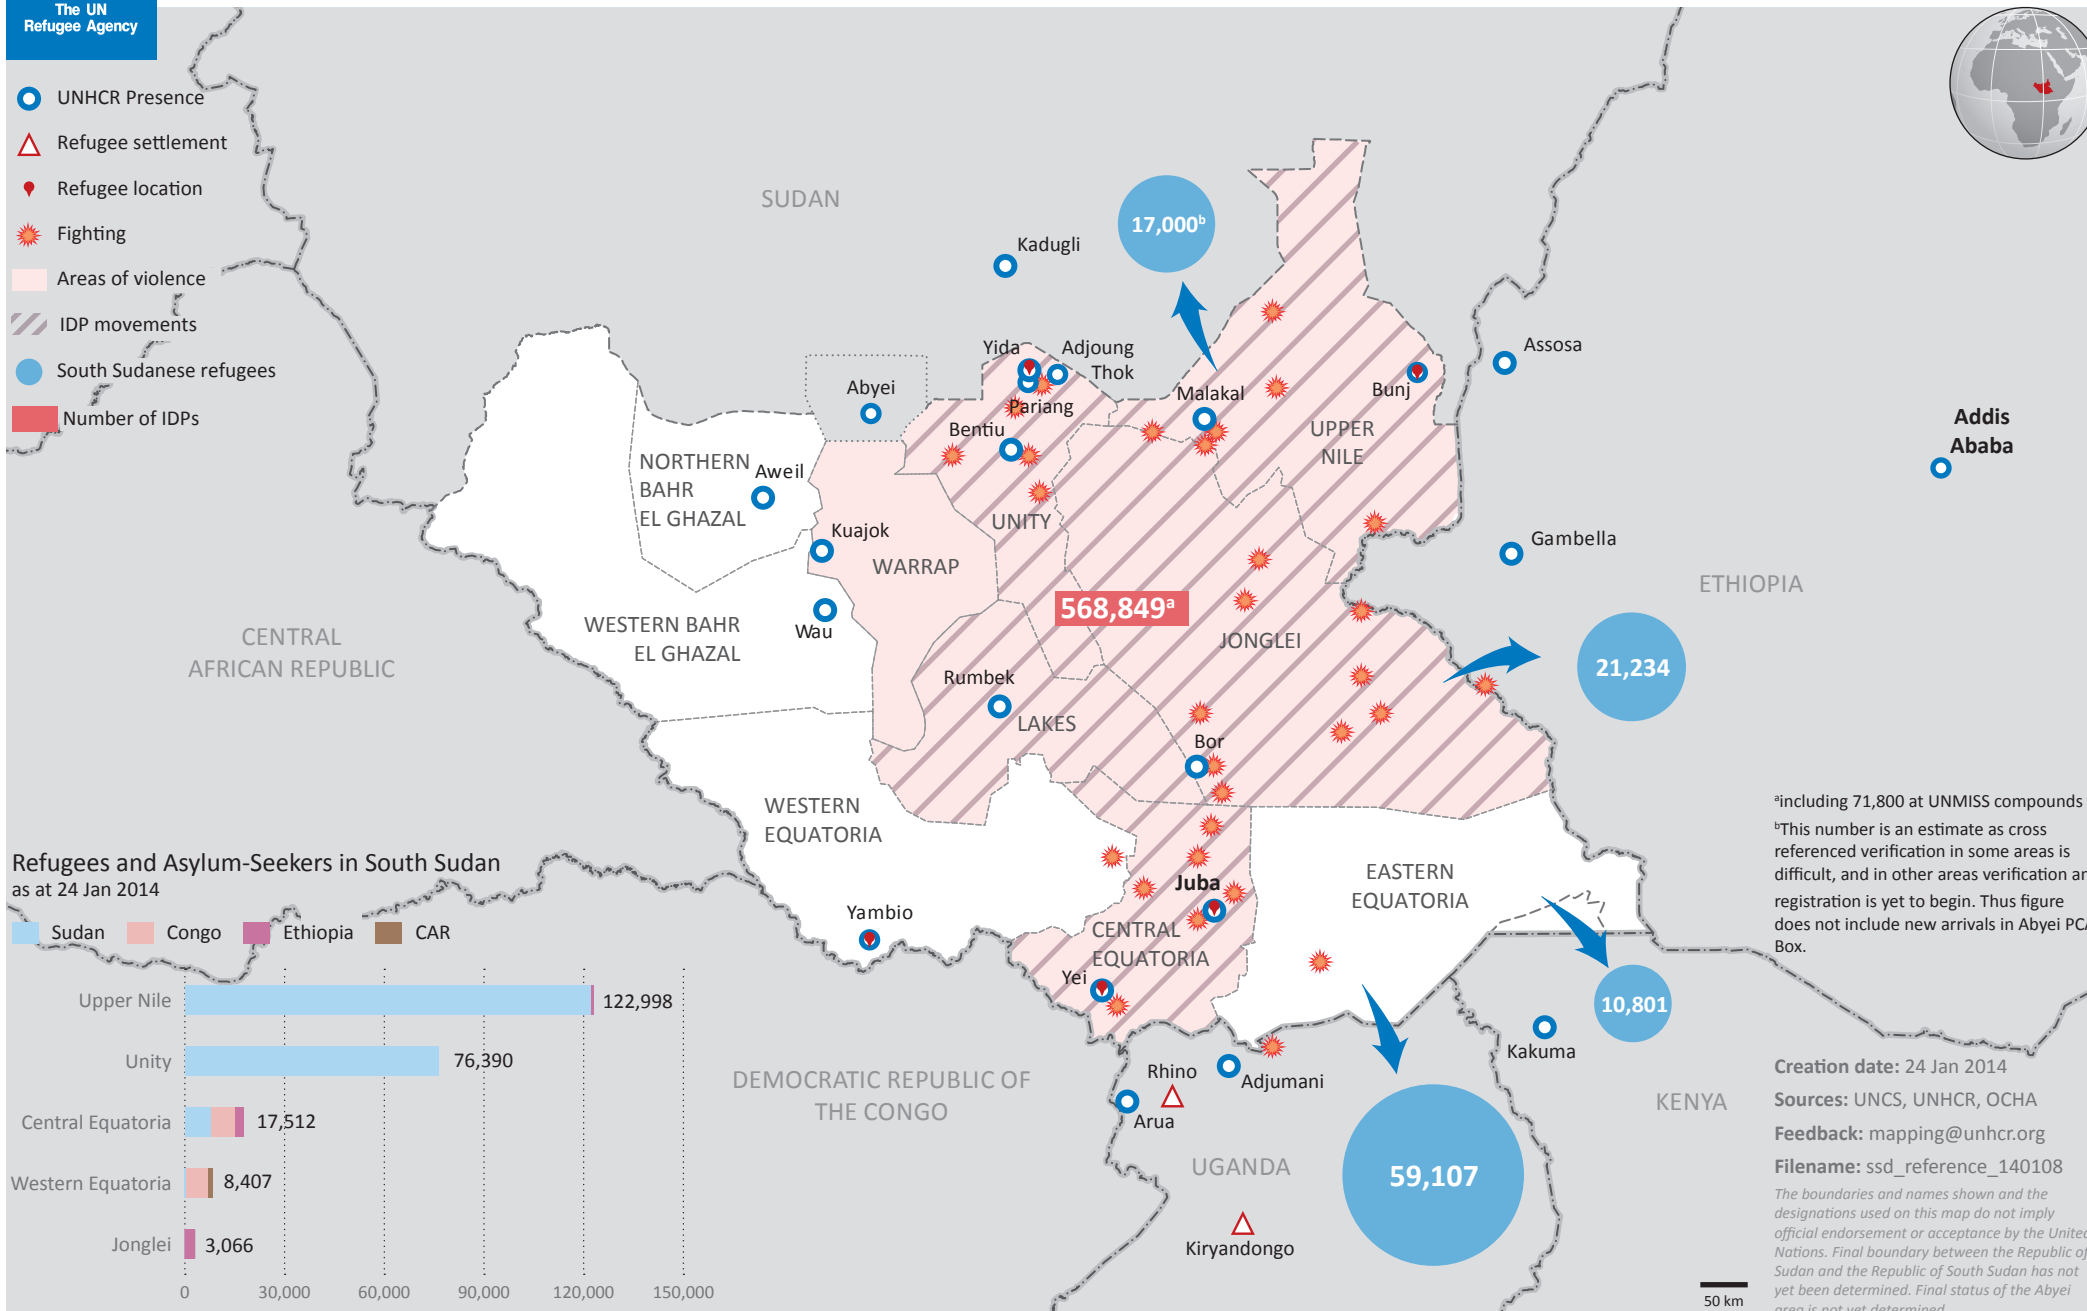 The UN
Refugee Agency
UNHCR Presence
Refugee settlement
Refugee location
Fighting
Areas of violence
IDP movements
South Sudanese refugees
Number of IDPs
SUDAN
17,000ᵇ
Kadugli
Yida
Adjoung
Thok
Abyei
Pariang
Malakal
Bunj
Assosa
Bentiu
UPPER
NILE
Addis
Ababa
NORTHERN
BAHR
EL GHAZAL
Aweil
UNITY
Kuajok
WARRAP
Gambella
ETHIOPIA
568,849ᵃ
WESTERN BAHR
EL GHAZAL
Wau
CENTRAL
AFRICAN REPUBLIC
JONGLEI
21,234
Rumbek
LAKES
Bor
WESTERN
EQUATORIA
EASTERN
EQUATORIA
Juba
Yambio
CENTRAL
EQUATORIA
Yei
10,801
Kakuma
Rhino
Adjumani
Arua
DEMOCRATIC REPUBLIC OF
THE CONGO
UGANDA
KENYA
59,107
Kiryandongo
ᵃincluding 71,800 at UNMISS compounds
ᵇThis number is an estimate as cross
referenced verification in some areas is
difficult, and in other areas verification
registration is yet to begin. Thus figure
does not include new arrivals in Abyei
Box.
Refugees and Asylum-Seekers in South Sudan
as at 24 Jan 2014
Sudan Congo Ethiopia CAR
Upper Nile 122,998
Unity 76,390
Central Equatoria 17,512
Western Equatoria 8,407
Jonglei 3,066
0 30,000 60,000 90,000 120,000 150,000
Creation date: 24 Jan 2014
Sources: UNCS, UNHCR, OCHA
Feedback: mapping@unhcr.org
Filename: ssd_reference_140108
The boundaries and names shown and the
designations used on this map do not imply
official endorsement or acceptance by the United
Nations. Final boundary between the Republic of
Sudan and the Republic of South Sudan has not
yet been determined. Final status of the Abyei
area is not yet determined.
50 km